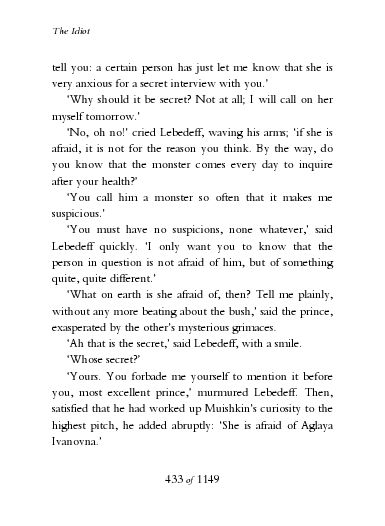 The Idiot
tell you: a certain person has just let me know that she is
very anxious for a secret interview with you.'
'Why should it be secret? Not at all; I will call on her
myself tomorrow.'
'No, oh no!' cried Lebedeff, waving his arms; 'if she is
afraid, it is not for the reason you think. By the way, do
you know that the monster comes every day to inquire
after your health?'
'You call him a monster so often that it makes me
suspicious.'
'You must have no suspicions, none whatever,' said
Lebedeff quickly. 'I only want you to know that the
person in question is not afraid of him, but of something
quite, quite different.'
'What on earth is she afraid of, then? Tell me plainly,
without any more beating about the bush,' said the prince,
exasperated by the other's mysterious grimaces.
'Ah that is the secret,' said Lebedeff, with a smile.
'Whose secret?'
'Yours. You forbade me yourself to mention it before
you, most excellent prince,' murmured Lebedeff. Then,
satisfied that he had worked up Muishkin's curiosity to the
highest pitch, he added abruptly: 'She is afraid of Aglaya
Ivanovna.'
433 of 1149